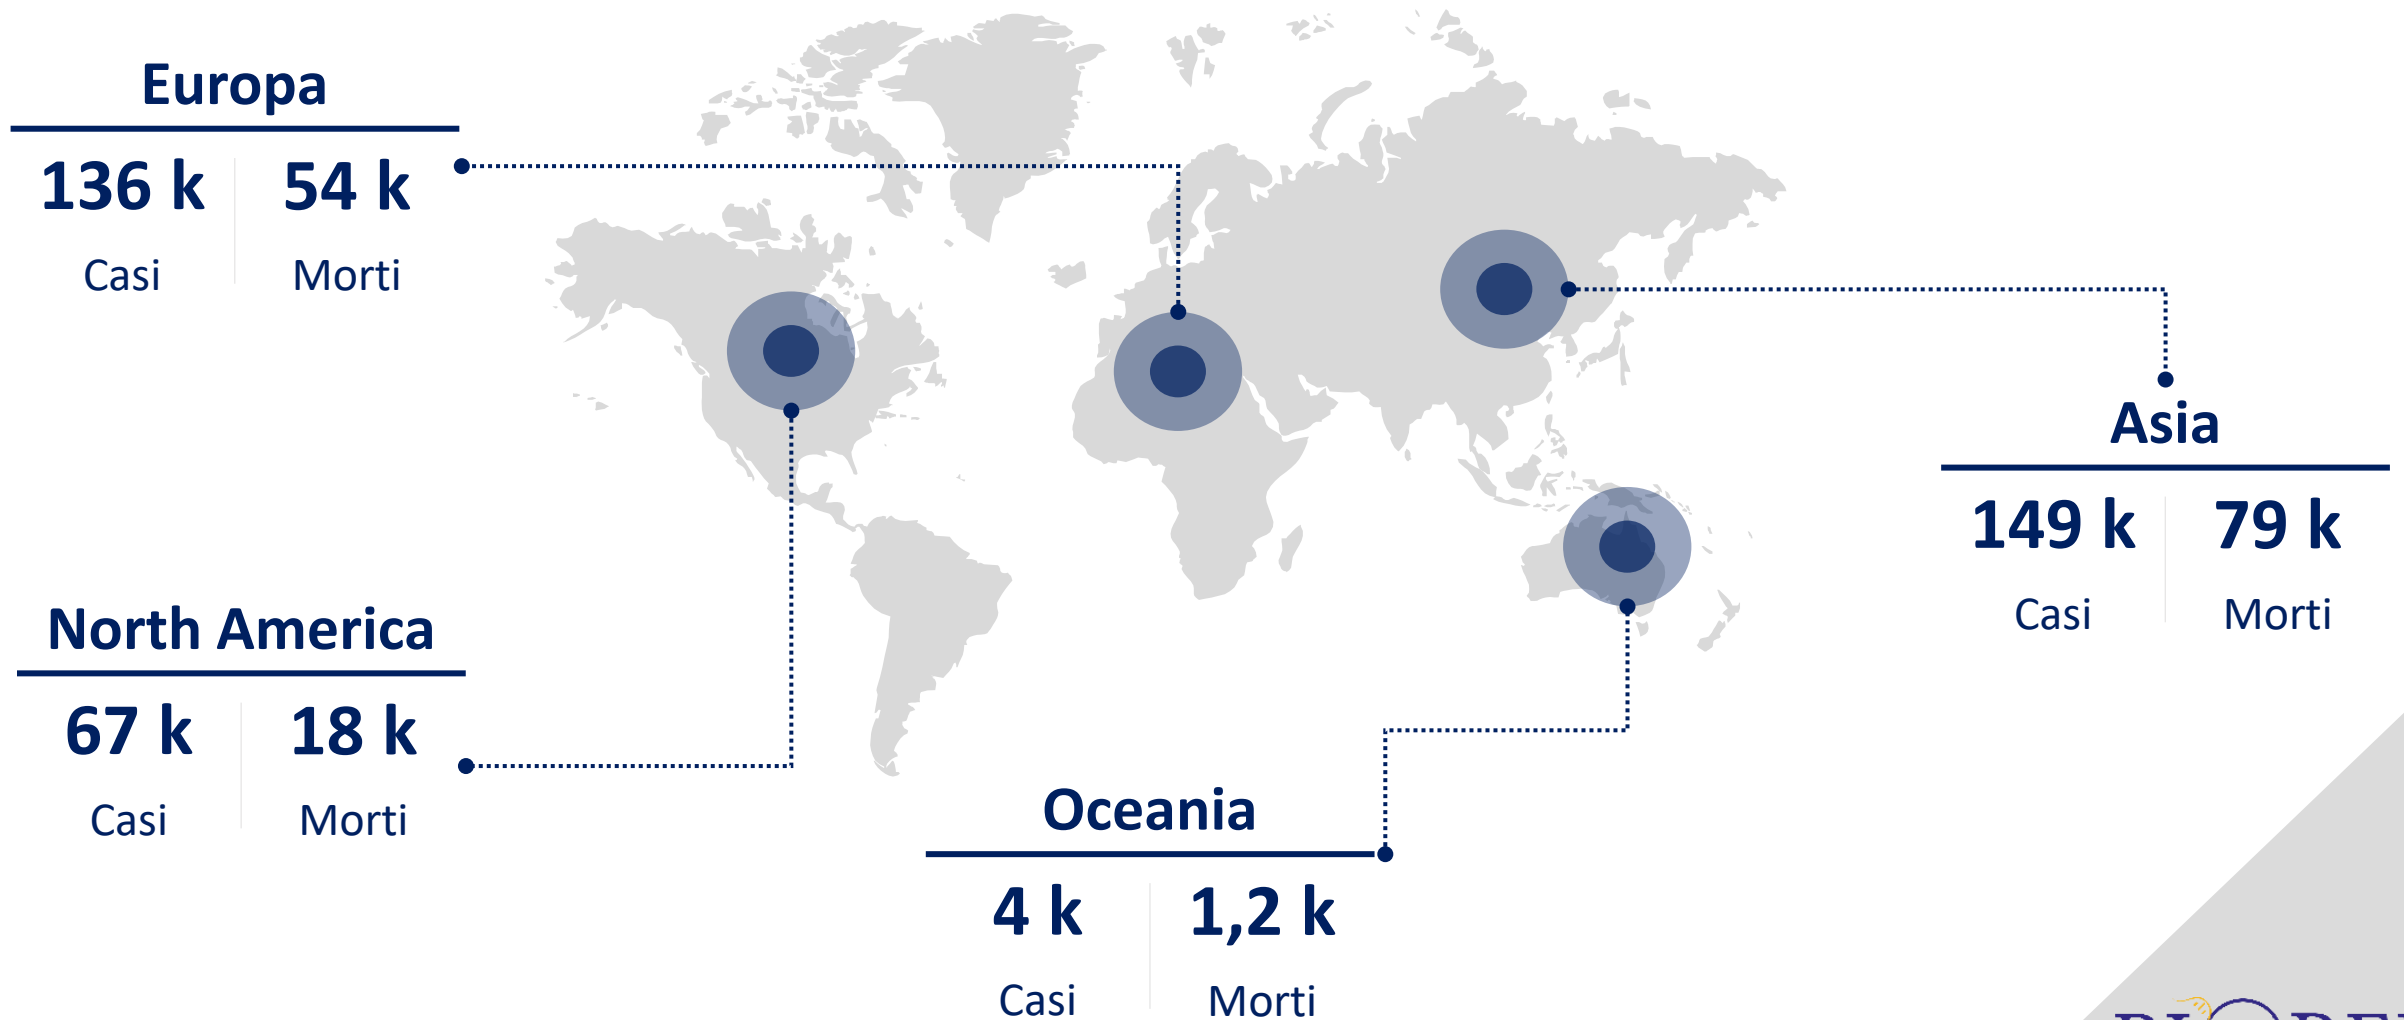 Europa
136 k 54 k
Casi Morti
Asia
149 k 79 k
Casi Morti
North America
67 k 18 k
Casi Morti
Oceania
4 k 1,2 k
Casi Morti